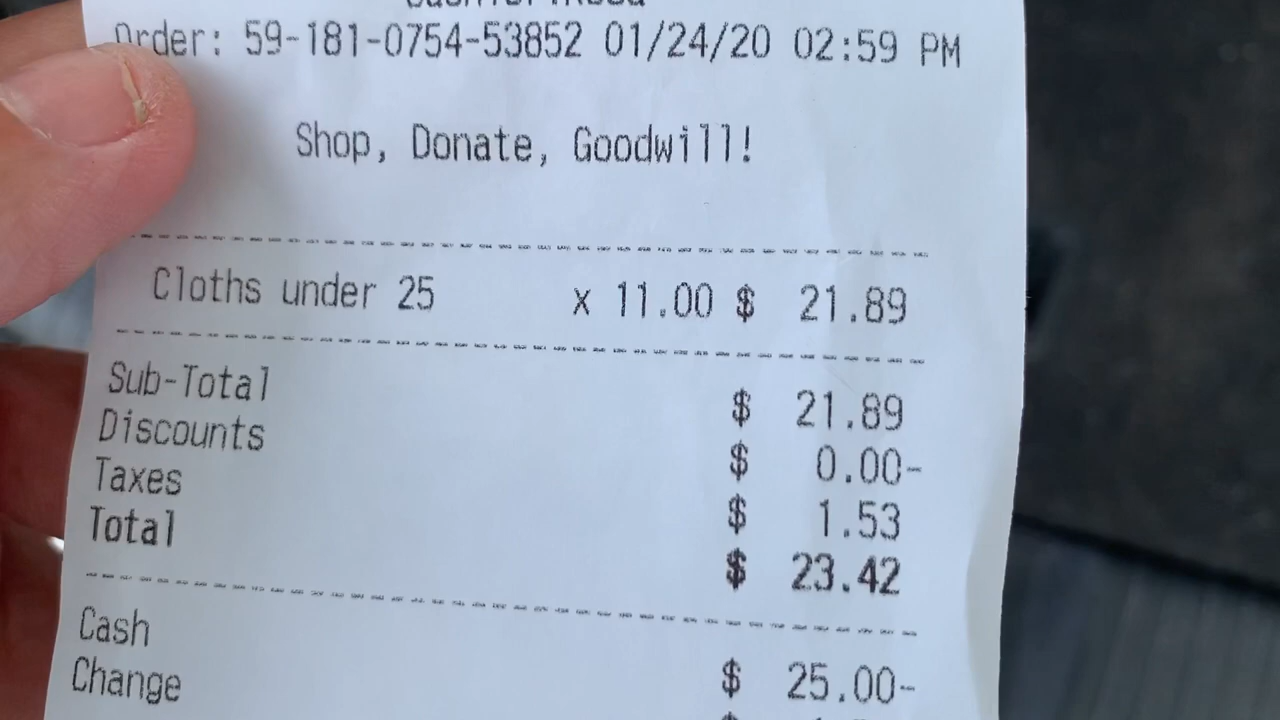 Order: 59-181-0754-53852 01/24/20 02:59 PM
Shop, Donate, Goodwill!
Cloths under 25 x 11.00 $ 21.89
Sub-Total $ 21.89
Discounts $ 0.00-
Taxes $ 1.53
Total $ 23.42
Cash $ 25.00-
Change $